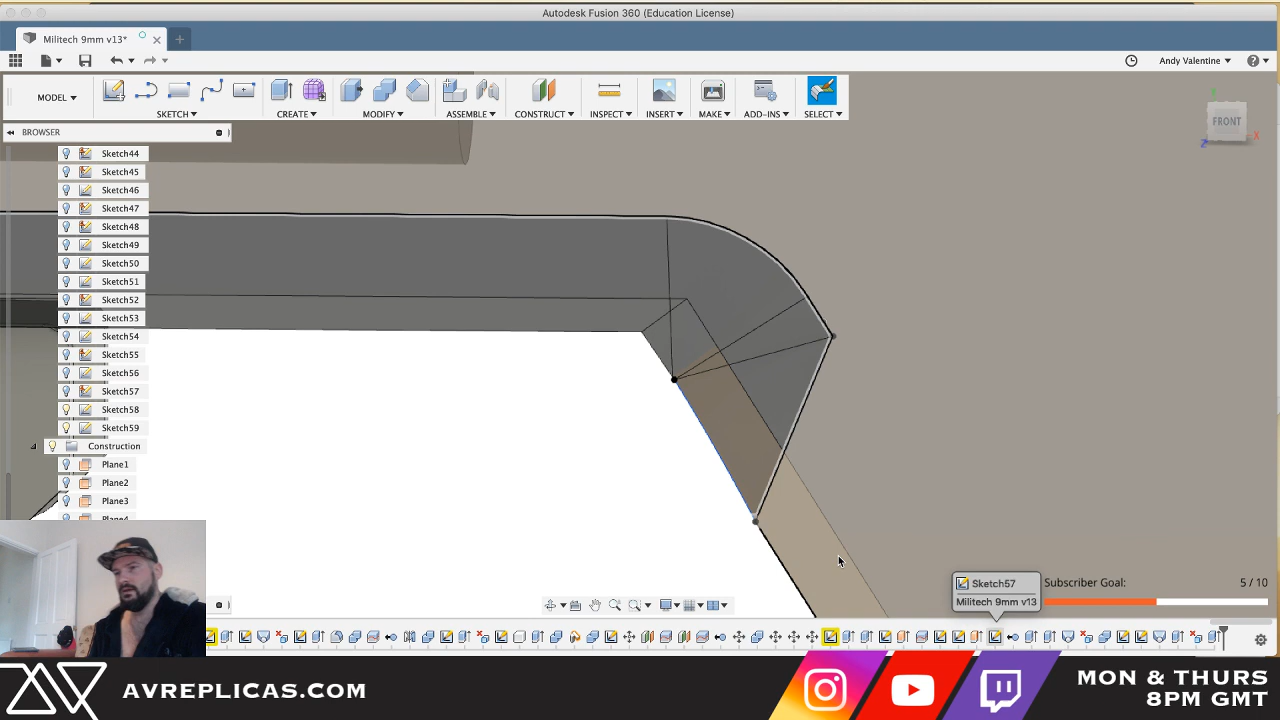 Autodesk Fusion 360 (Education License)
Militech 9mm v13*
Andy Valentine
MODEL
SKETCH
CREATE
MODIFY
ASSEMBLE
CONSTRUCT
INSPECT
INSERT
MAKE
ADD-INS
SELECT
BROWSER
FRONT
X
Z
Sketch44
Sketch45
Sketch46
Sketch47
Sketch48
Sketch49
Sketch50
Sketch51
Sketch52
Sketch53
Sketch54
Sketch55
Sketch56
Sketch57
Sketch58
Sketch59
Construction
Plane1
Plane2
Plane3
Plane4
Sketch57
Militech 9mm v13
Subscriber Goal: 5 / 10
AVREPLICAS.COM
MON & THURS
8PM GMT